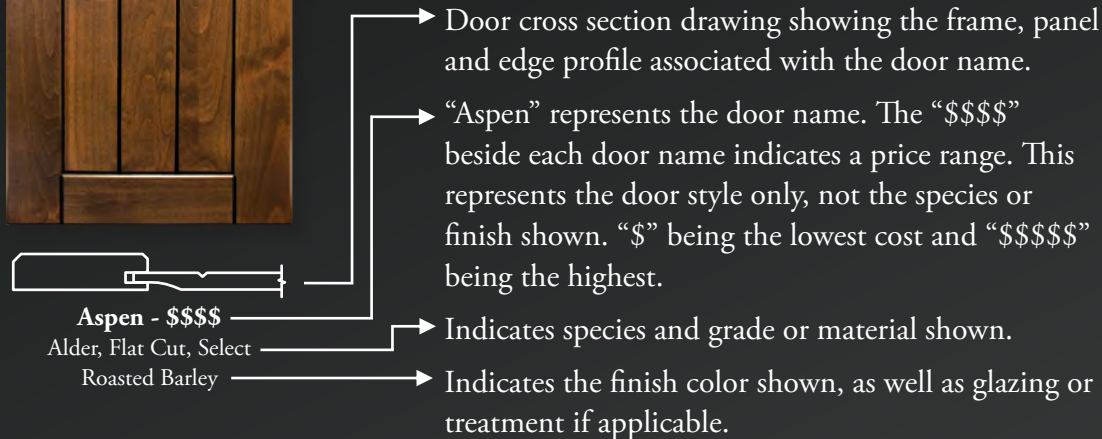 Door cross section drawing showing the frame, panel
and edge profile associated with the door name.
“Aspen” represents the door name. The “$$$$”
beside each door name indicates a price range. This
represents the door style only, not the species or
finish shown. “$” being the lowest cost and “$$$$$”
being the highest.
Aspen - $$$$
Alder, Flat Cut, Select
Roasted Barley
Indicates species and grade or material shown.
Indicates the finish color shown, as well as glazing or
treatment if applicable.